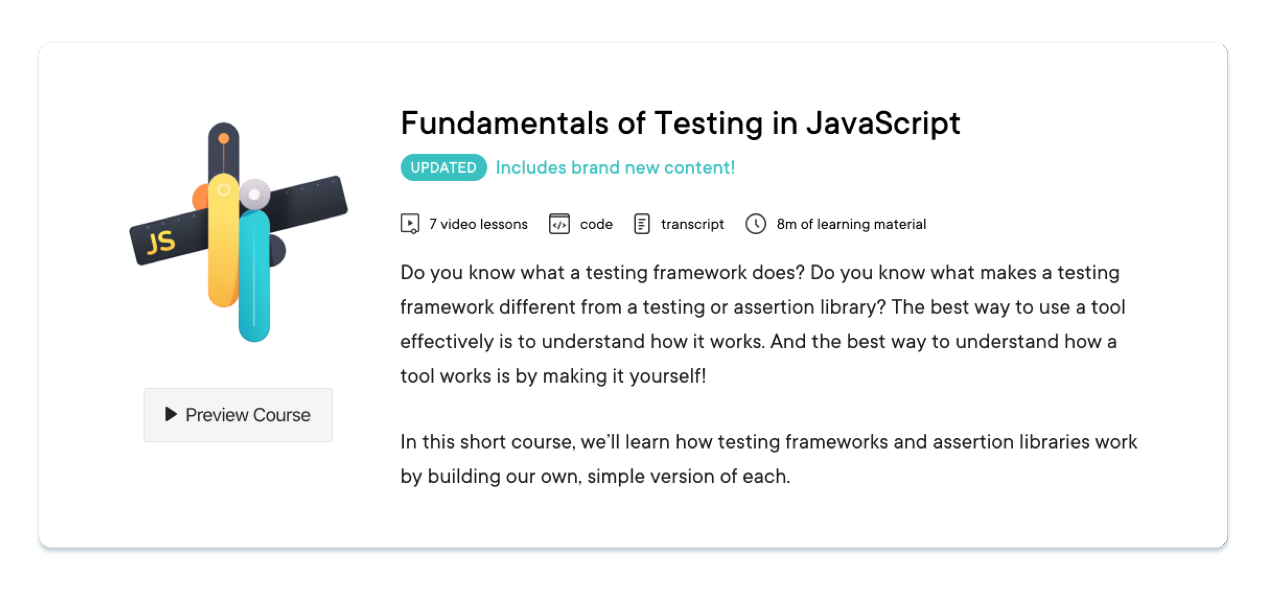 Fundamentals of Testing in JavaScript
UPDATED Includes brand new content!
7 video lessons code transcript 8m of learning material
JS
Do you know what a testing framework does? Do you know what makes a testing
framework different from a testing or assertion library? The best way to use a tool
effectively is to understand how it works. And the best way to understand how a
tool works is by making it yourself!
Preview Course
In this short course, we’ll learn how testing frameworks and assertion libraries work
by building our own, simple version of each.